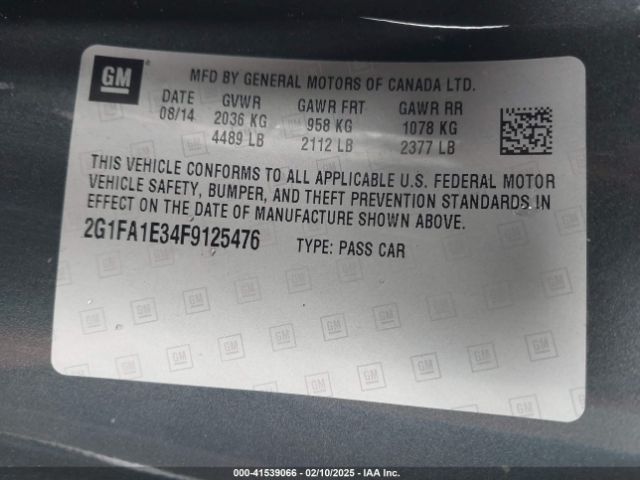 GM
MFD BY GENERAL MOTORS OF CANADA LTD.
DATE GVWR GAWR FRT GAWR RR
08/14 2036 KG 958 KG 1078 KG
4489 LB 2112 LB 2377 LB
THIS VEHICLE CONFORMS TO ALL APPLICABLE U.S. FEDERAL MOTOR
VEHICLE SAFETY, BUMPER, AND THEFT PREVENTION STANDARDS IN
EFFECT ON THE DATE OF MANUFACTURE SHOWN ABOVE.
2G1FA1E34F9125476 TYPE: PASS CAR
000-41539066 - 02/10/2025 - IAA Inc.